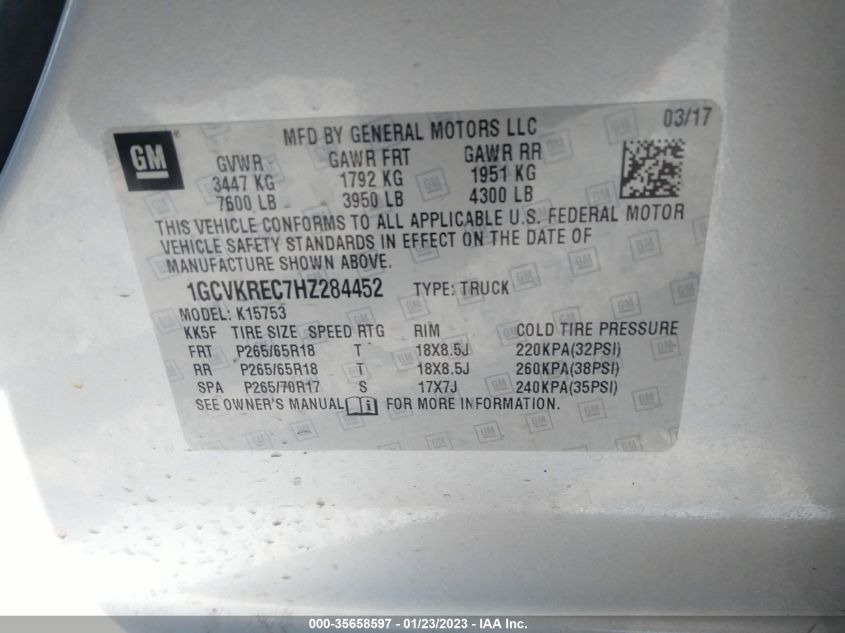 GM
MFD BY GENERAL MOTORS LLC
03/17
GVWR GAWR FRT GAWR RR
3447 KG 1792 KG 1951 KG
7600 LB 3950 LB 4300 LB
THIS VEHICLE CONFORMS TO ALL APPLICABLE U.S. FEDERAL MOTOR
VEHICLE SAFETY STANDARDS IN EFFECT ON THE DATE OF
MANUFACTURE SHOWN ABOVE.
1GCVKREC7HZ284452 TYPE: TRUCK
MODEL: K15753
KK5F TIRE SIZE SPEED RTG RIM COLD TIRE PRESSURE
FRT P265/65R18 T 18X8.5J 220KPA(32PSI)
RR P265/65R18 T 18X8.5J 260KPA(38PSI)
SPA P265/70R17 S 17X7J 240KPA(35PSI)
SEE OWNER'S MANUAL FOR MORE INFORMATION.
000-35658597 - 01/23/2023 - IAA Inc.